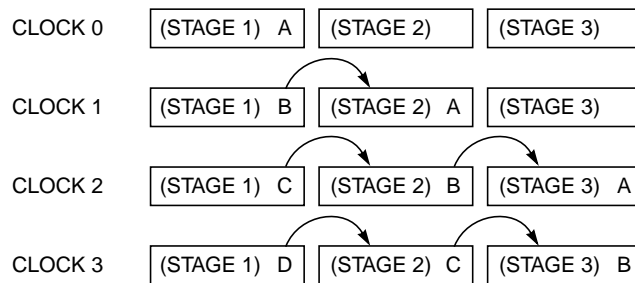 CLOCK 0 (STAGE 1) A (STAGE 2) (STAGE 3)
CLOCK 1 (STAGE 1) B (STAGE 2) A (STAGE 3)
CLOCK 2 (STAGE 1) C (STAGE 2) B (STAGE 3) A
CLOCK 3 (STAGE 1) D (STAGE 2) C (STAGE 3) B